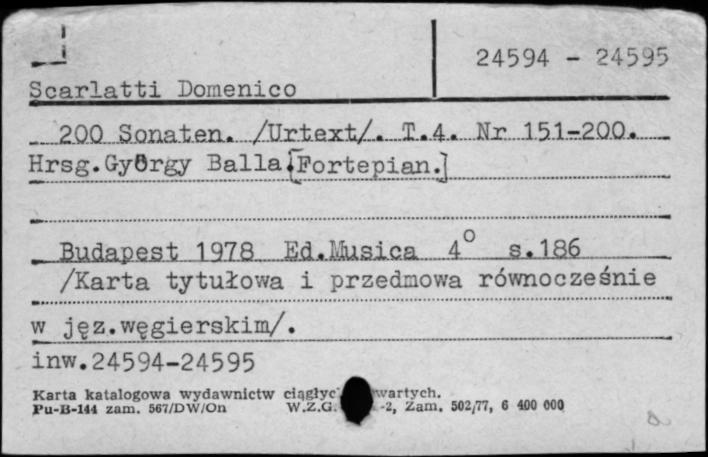 24594 - 24595
Scarlatti Domenico
200 Sonaten. /Urtext/. T.4. Nr 151-200.
Hrsg.György Balla.[Fortepian.]
Budapest 1978 Ed.Musica 4° s.186
/Karta tytułowa i przedmowa równocześnie
w jęz.węgierskim/.
inw.24594-24595
Karta katalogowa wydawnictw
Pu-B-144 zam. 567/DW/On W.Z.G. -2, Zam. 502/77, 6 400 000